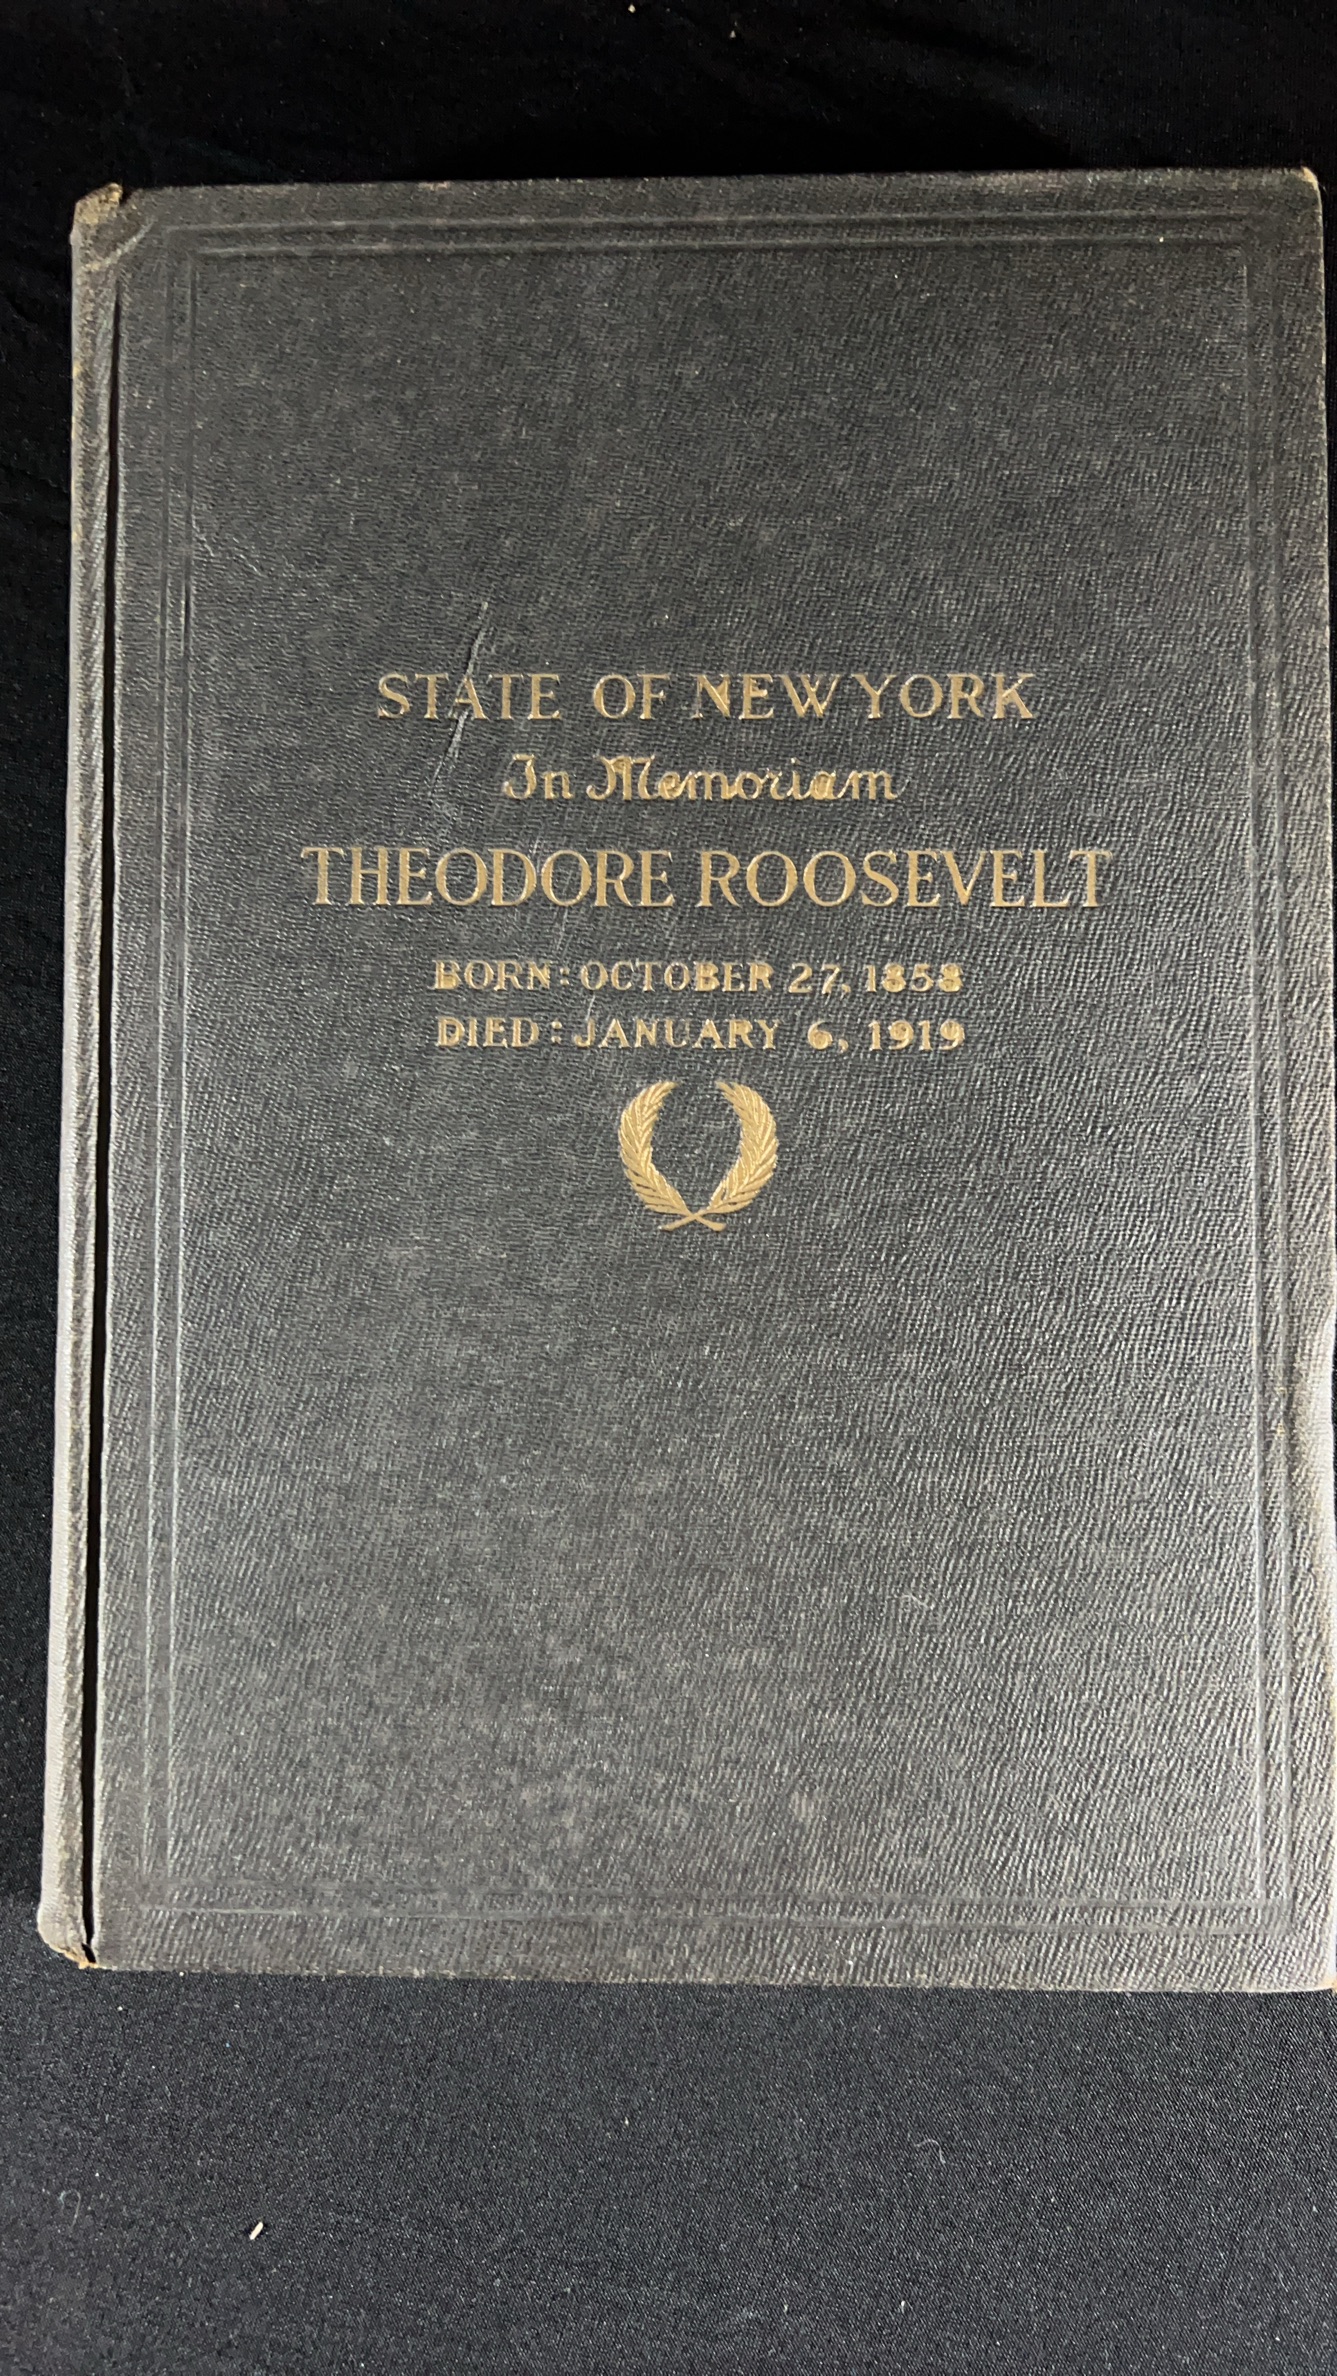 STATE OF NEW YORK
In Memoriam
THEODORE ROOSEVELT
BORN: OCTOBER 27, 1858
DIED: JANUARY 6, 1919